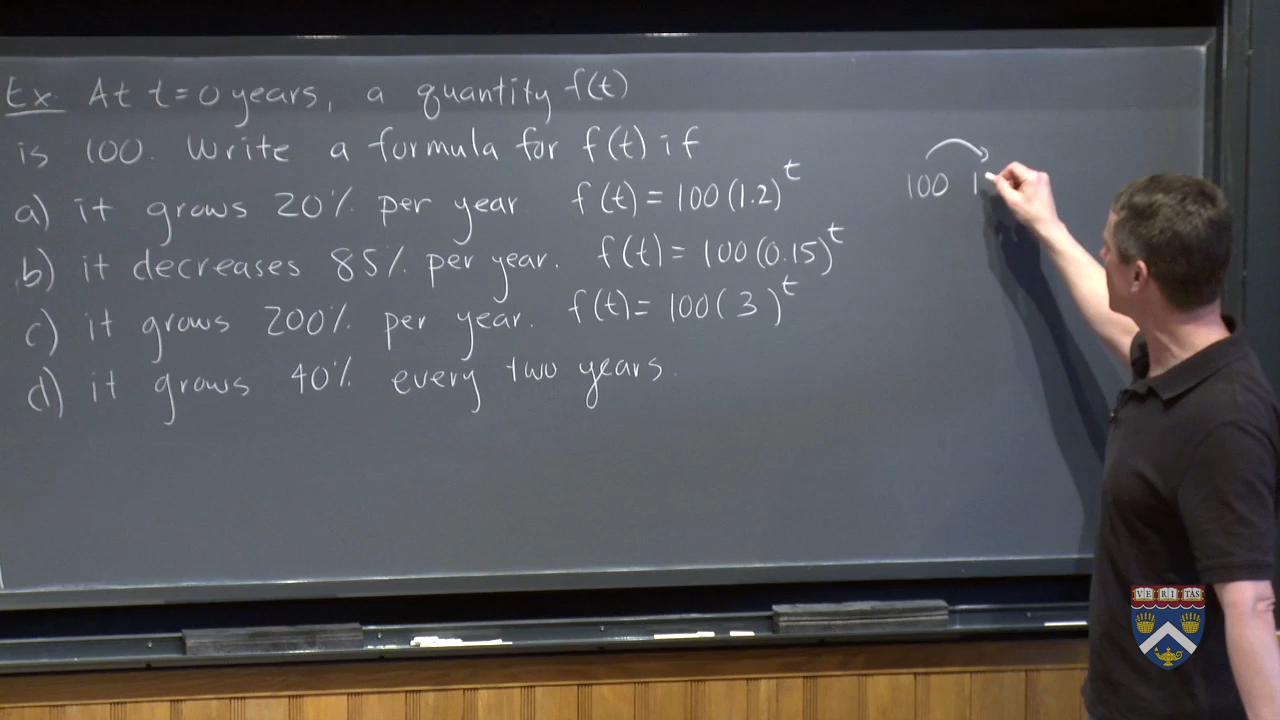 Ex At t=0 years, a quantity f(t)
is 100. Write a formula for f(t) if
a) it grows 20% per year f(t) = 100(1.2)^t
b) it decreases 85% per year. f(t) = 100(0.15)^t
c) it grows 200% per year. f(t) = 100(3)^t
d) it grows 40% every two years.
100 1
VERITAS